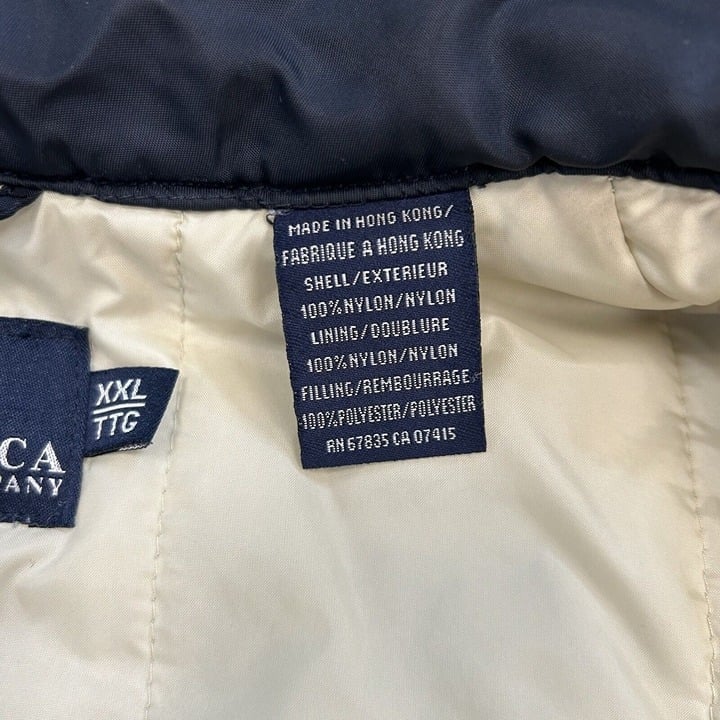 MADE IN HONG KONG/
FABRIQUE A HONG KONG
SHELL/EXTERIEUR
100%NYLON/NYLON
LINING/DOUBLURE
100%NYLON/NYLON
FILLING/REMBOURRAGE
100%POLYESTER/POLYESTER
RN 67835 CA 07415
XXL
TTG
CA
PANY